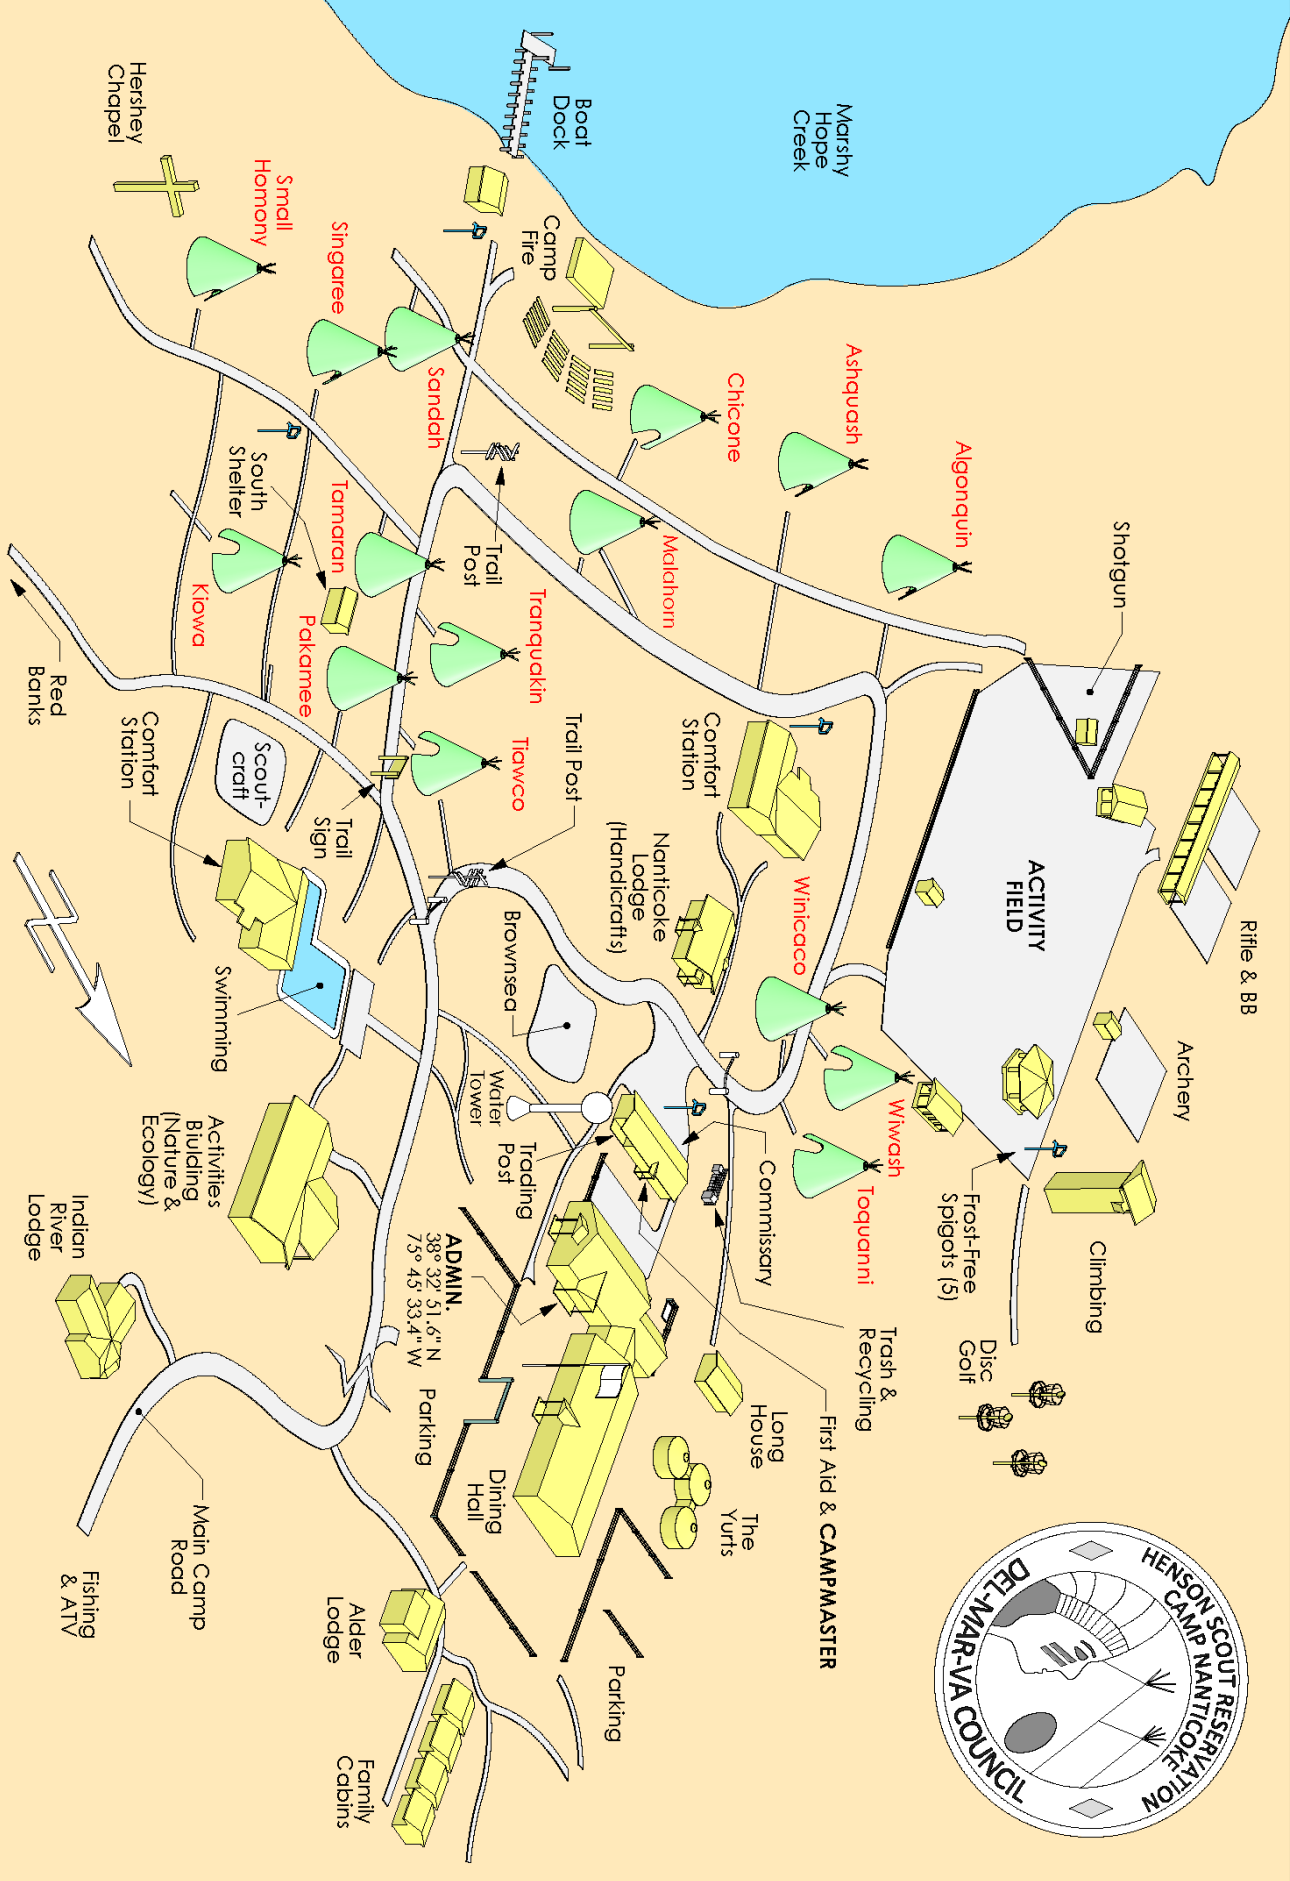 HENSON SCOUT RESERVATION
CAMP NANTICOKE
DEL-MAR-VA COUNCIL
Marshy
Hope
Creek
Boat
Dock
Camp
Fire
Hershey
Chapel
Small
Homony
Singaree
Sandah
Chicone
Ashquash
Algonquin
Malahorn
Shotgun
Rifle & BB
ACTIVITY
FIELD
Archery
Climbing
Frost-Free
Spigots (5)
Disc
Golf
Trail
Post
South
Shelter
Tamaran
Tranquakin
Kiowa
Pakamee
Tiawco
Red
Banks
Comfort
Station
Scout-
craft
Trail
Sign
Trail Post
Comfort
Station
Nanticoke
Lodge
(Handicrafts)
Winicaco
Wiwash
Toquanni
Brownsea
Swimming
Water
Tower
Trading
Post
Commissary
Trash &
Recycling
First Aid & CAMPMASTER
Long
House
The
Yurts
Activities
Biulding
(Nature &
Ecology)
Indian
River
Lodge
ADMIN.
38° 32' 51.6" N
75° 45' 33.4" W
Parking
Dining
Hall
Parking
Main Camp
Road
Fishing
& ATV
Alder
Lodge
Family
Cabins